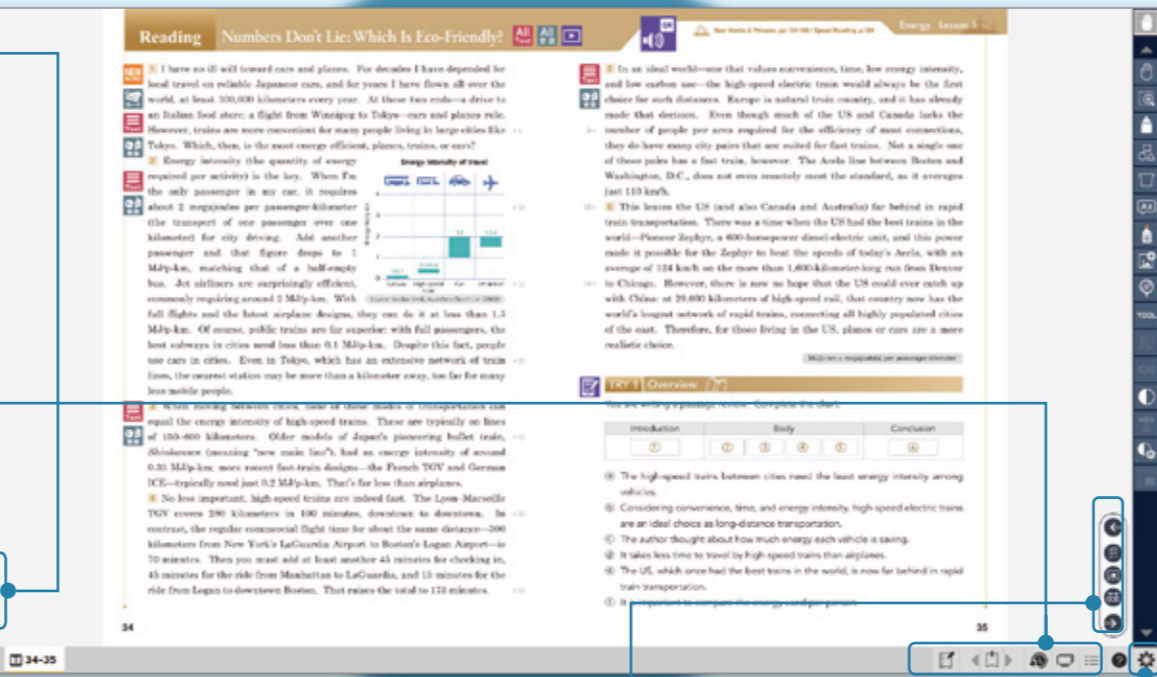 Reading Numbers Don't Lie: Which Is Eco-Friendly? All All
Energy Lesson
1 I have no ill will toward cars and planes. For decades I have depended for
local travel on reliable Japanese cars, and for years I have flown all over the
world, at least 100,000 kilometers every year. At these two ends—a drive to
an Italian food store; a flight from Winnipeg to Tokyo—cars and planes rule.
However, trains are more convenient for many people living in large cities like
Tokyo. Which, then, is the most energy efficient, planes, trains, or cars?
2 Energy intensity (the quantity of energy
required per activity) is the key. When I'm
the only passenger in my car, it requires
about 2 megajoules per passenger-kilometer
(the transport of one passenger over one
kilometer) for city driving. Add another
passenger and that figure drops to 1
MJ/p-km, matching that of a half-empty
bus. Jet airliners are surprisingly efficient,
commonly requiring around 2 MJ/p-km. With
full flights and the latest airplane designs, they can do it at less than 1.5
MJ/p-km. Of course, public trains are far superior: with full passengers, the
best subways in cities need less than 0.1 MJ/p-km. Despite this fact, people
use cars in cities. Even in Tokyo, which has an extensive network of train
lines, the nearest station may be more than a kilometer away, too far for many
less mobile people.
Energy intensity of travel
3 When moving between cities, none of these modes of transportation can
equal the energy intensity of high-speed trains. These are typically on lines
of 150-600 kilometers. Older models of Japan's pioneering bullet train,
Shinkansen (meaning "new main line"), had an energy intensity of around
0.35 MJ/p-km; more recent fast-train designs—the French TGV and German
ICE—typically need just 0.2 MJ/p-km. That's far less than airplanes.
4 No less important, high-speed trains are indeed fast. The Lyon-Marseille
TGV covers 280 kilometers in 100 minutes, downtown to downtown. In
contrast, the regular commercial flight time for about the same distance—300
kilometers from New York's LaGuardia Airport to Boston's Logan Airport—is
70 minutes. Then you must add at least another 45 minutes for checking in,
45 minutes for the ride from Manhattan to LaGuardia, and 15 minutes for the
ride from Logan to downtown Boston. That raises the total to 175 minutes.
34
5 In an ideal world—one that values convenience, time, low energy intensity,
and low carbon use—the high-speed electric train would always be the first
choice for such distances. Europe is natural train country, and it has already
made that decision. Even though much of the US and Canada lacks the
number of people per area required for the efficiency of most connections,
they do have many city pairs that are suited for fast trains. Not a single one
of those pairs has a fast train, however. The Acela line between Boston and
Washington, D.C., does not even remotely meet the standard, as it averages
just 110 km/h.
6 This leaves the US (and also Canada and Australia) far behind in rapid
train transportation. There was a time when the US had the best trains in the
world—Pioneer Zephyr, a 600-horsepower diesel-electric unit, and this power
made it possible for the Zephyr to beat the speeds of today's Acela, with an
average of 124 km/h on the more than 1,600-kilometer-long run from Denver
to Chicago. However, there is now no hope that the US could ever catch up
with China: at 29,000 kilometers of high-speed rail, that country now has the
world's longest network of rapid trains, connecting all highly populated cities
of the east. Therefore, for those living in the US, planes or cars are a more
realistic choice.
TRY 1 Overview
You are writing a passage review. Complete the chart.
Introduction Body Conclusion
① ② ③ ④ ⑤ ⑥
ⓐ The high-speed trains between cities need the least energy intensity among
vehicles.
ⓑ Considering convenience, time, and energy intensity, high-speed electric trains
are an ideal choice as long-distance transportation.
ⓒ The author thought about how much energy each vehicle is saving.
ⓓ It takes less time to travel by high-speed trains than airplanes.
ⓔ The US, which once had the best trains in the world, is now far behind in rapid
train transportation.
ⓕ It is important to compare the energy used per person.
35
34-35
TOOL